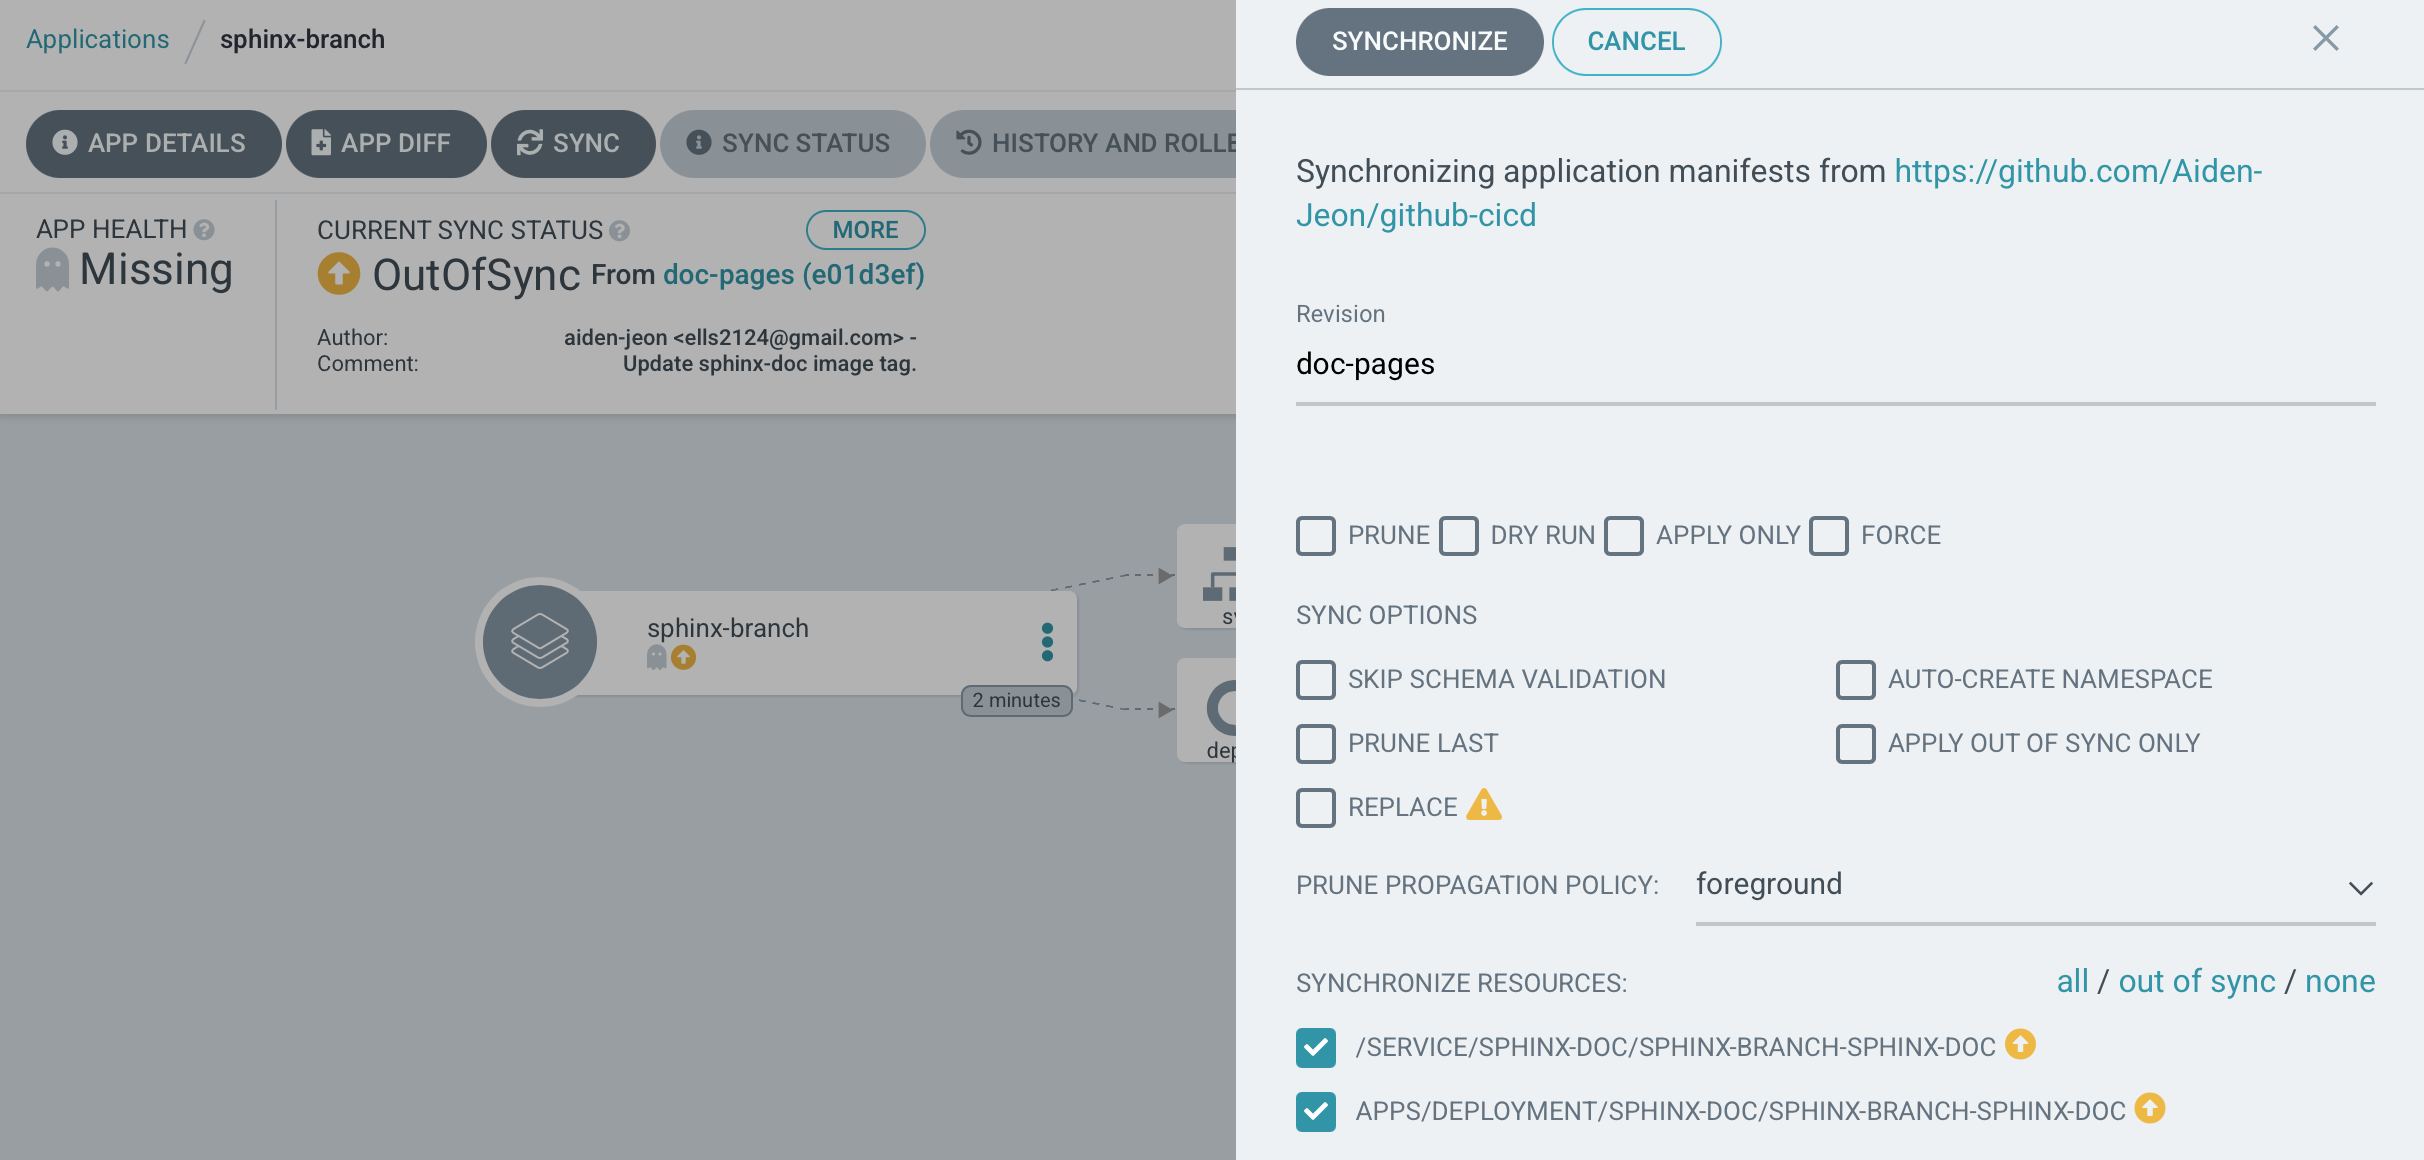 Applications / sphinx-branch
APP DETAILS APP DIFF SYNC SYNC STATUS HISTORY AND ROLLE
APP HEALTH
Missing
CURRENT SYNC STATUS MORE
OutOfSync From doc-pages (e01d3ef)
Author: aiden-jeon <ells2124@gmail.com> -
Comment: Update sphinx-doc image tag.
sphinx-branch
2 minutes
dep
SYNCHRONIZE CANCEL
Synchronizing application manifests from https://github.com/Aiden-
Jeon/github-cicd
Revision
doc-pages
PRUNE DRY RUN APPLY ONLY FORCE
SYNC OPTIONS
SKIP SCHEMA VALIDATION AUTO-CREATE NAMESPACE
PRUNE LAST APPLY OUT OF SYNC ONLY
REPLACE
PRUNE PROPAGATION POLICY: foreground
SYNCHRONIZE RESOURCES: all / out of sync / none
/SERVICE/SPHINX-DOC/SPHINX-BRANCH-SPHINX-DOC
APPS/DEPLOYMENT/SPHINX-DOC/SPHINX-BRANCH-SPHINX-DOC